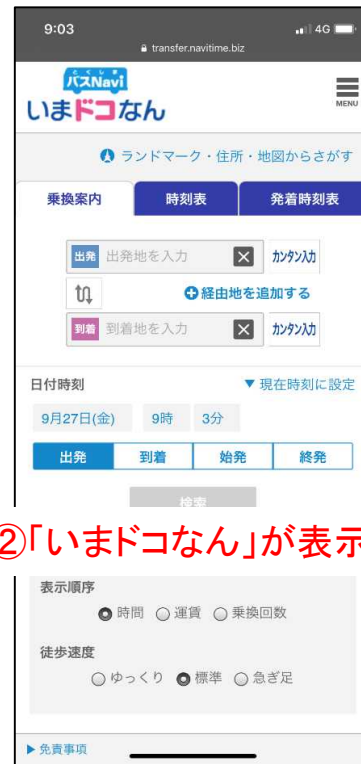 9:03
4G
transfer.navitime.biz
とくしま
バスNavi
いまドコなん
MENU
ランドマーク・住所・地図からさがす
乗換案内 時刻表 発着時刻表
出発 出発地を入力 カンタン入力
経由地を追加する
到着 到着地を入力 カンタン入力
日付時刻 ▼現在時刻に設定
9月27日(金) 9時 3分
出発 到着 始発 終発
検索
②「いまドコなん」が表示
表示順序
時間 運賃 乗換回数
徒歩速度
ゆっくり 標準 急ぎ足
▶免責事項